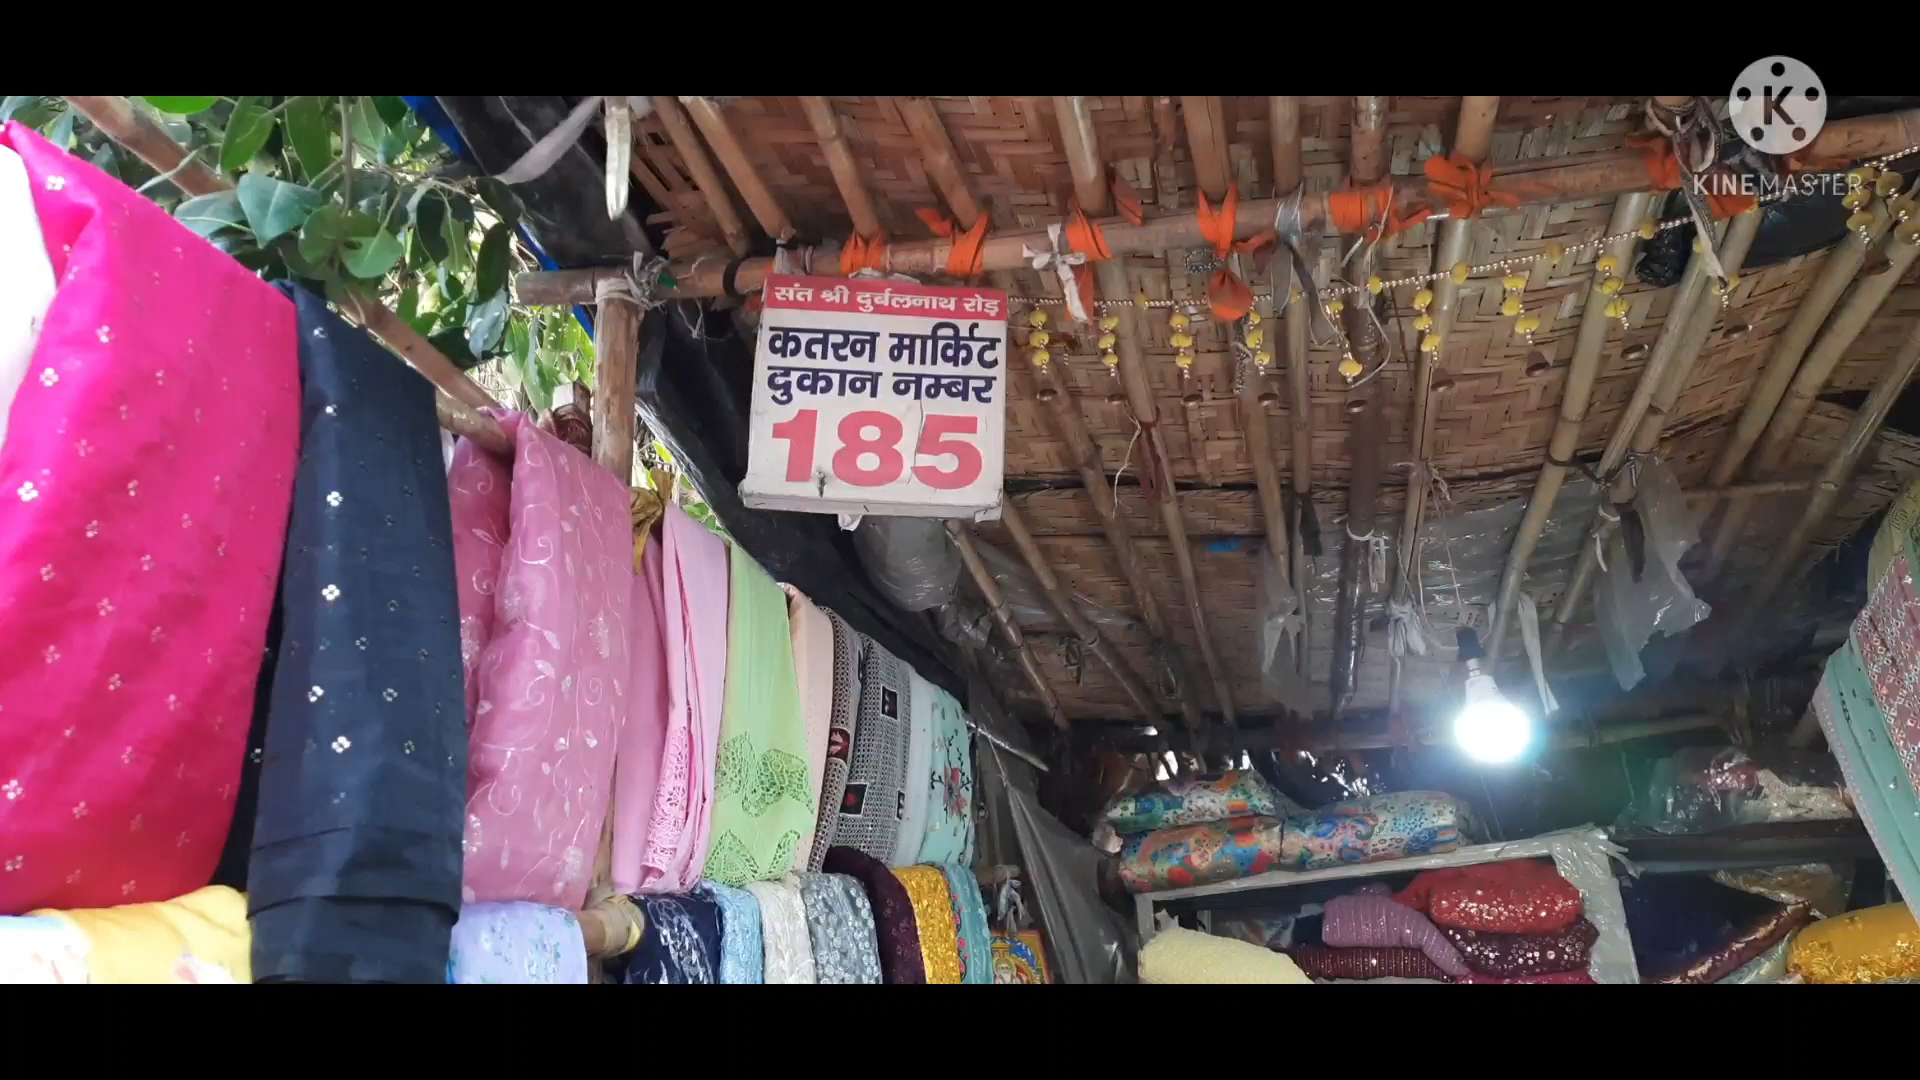 K
KINEMASTER
संत श्री दुर्बलनाथ रोड़
कतरन मार्किट
दुकान नम्बर
185